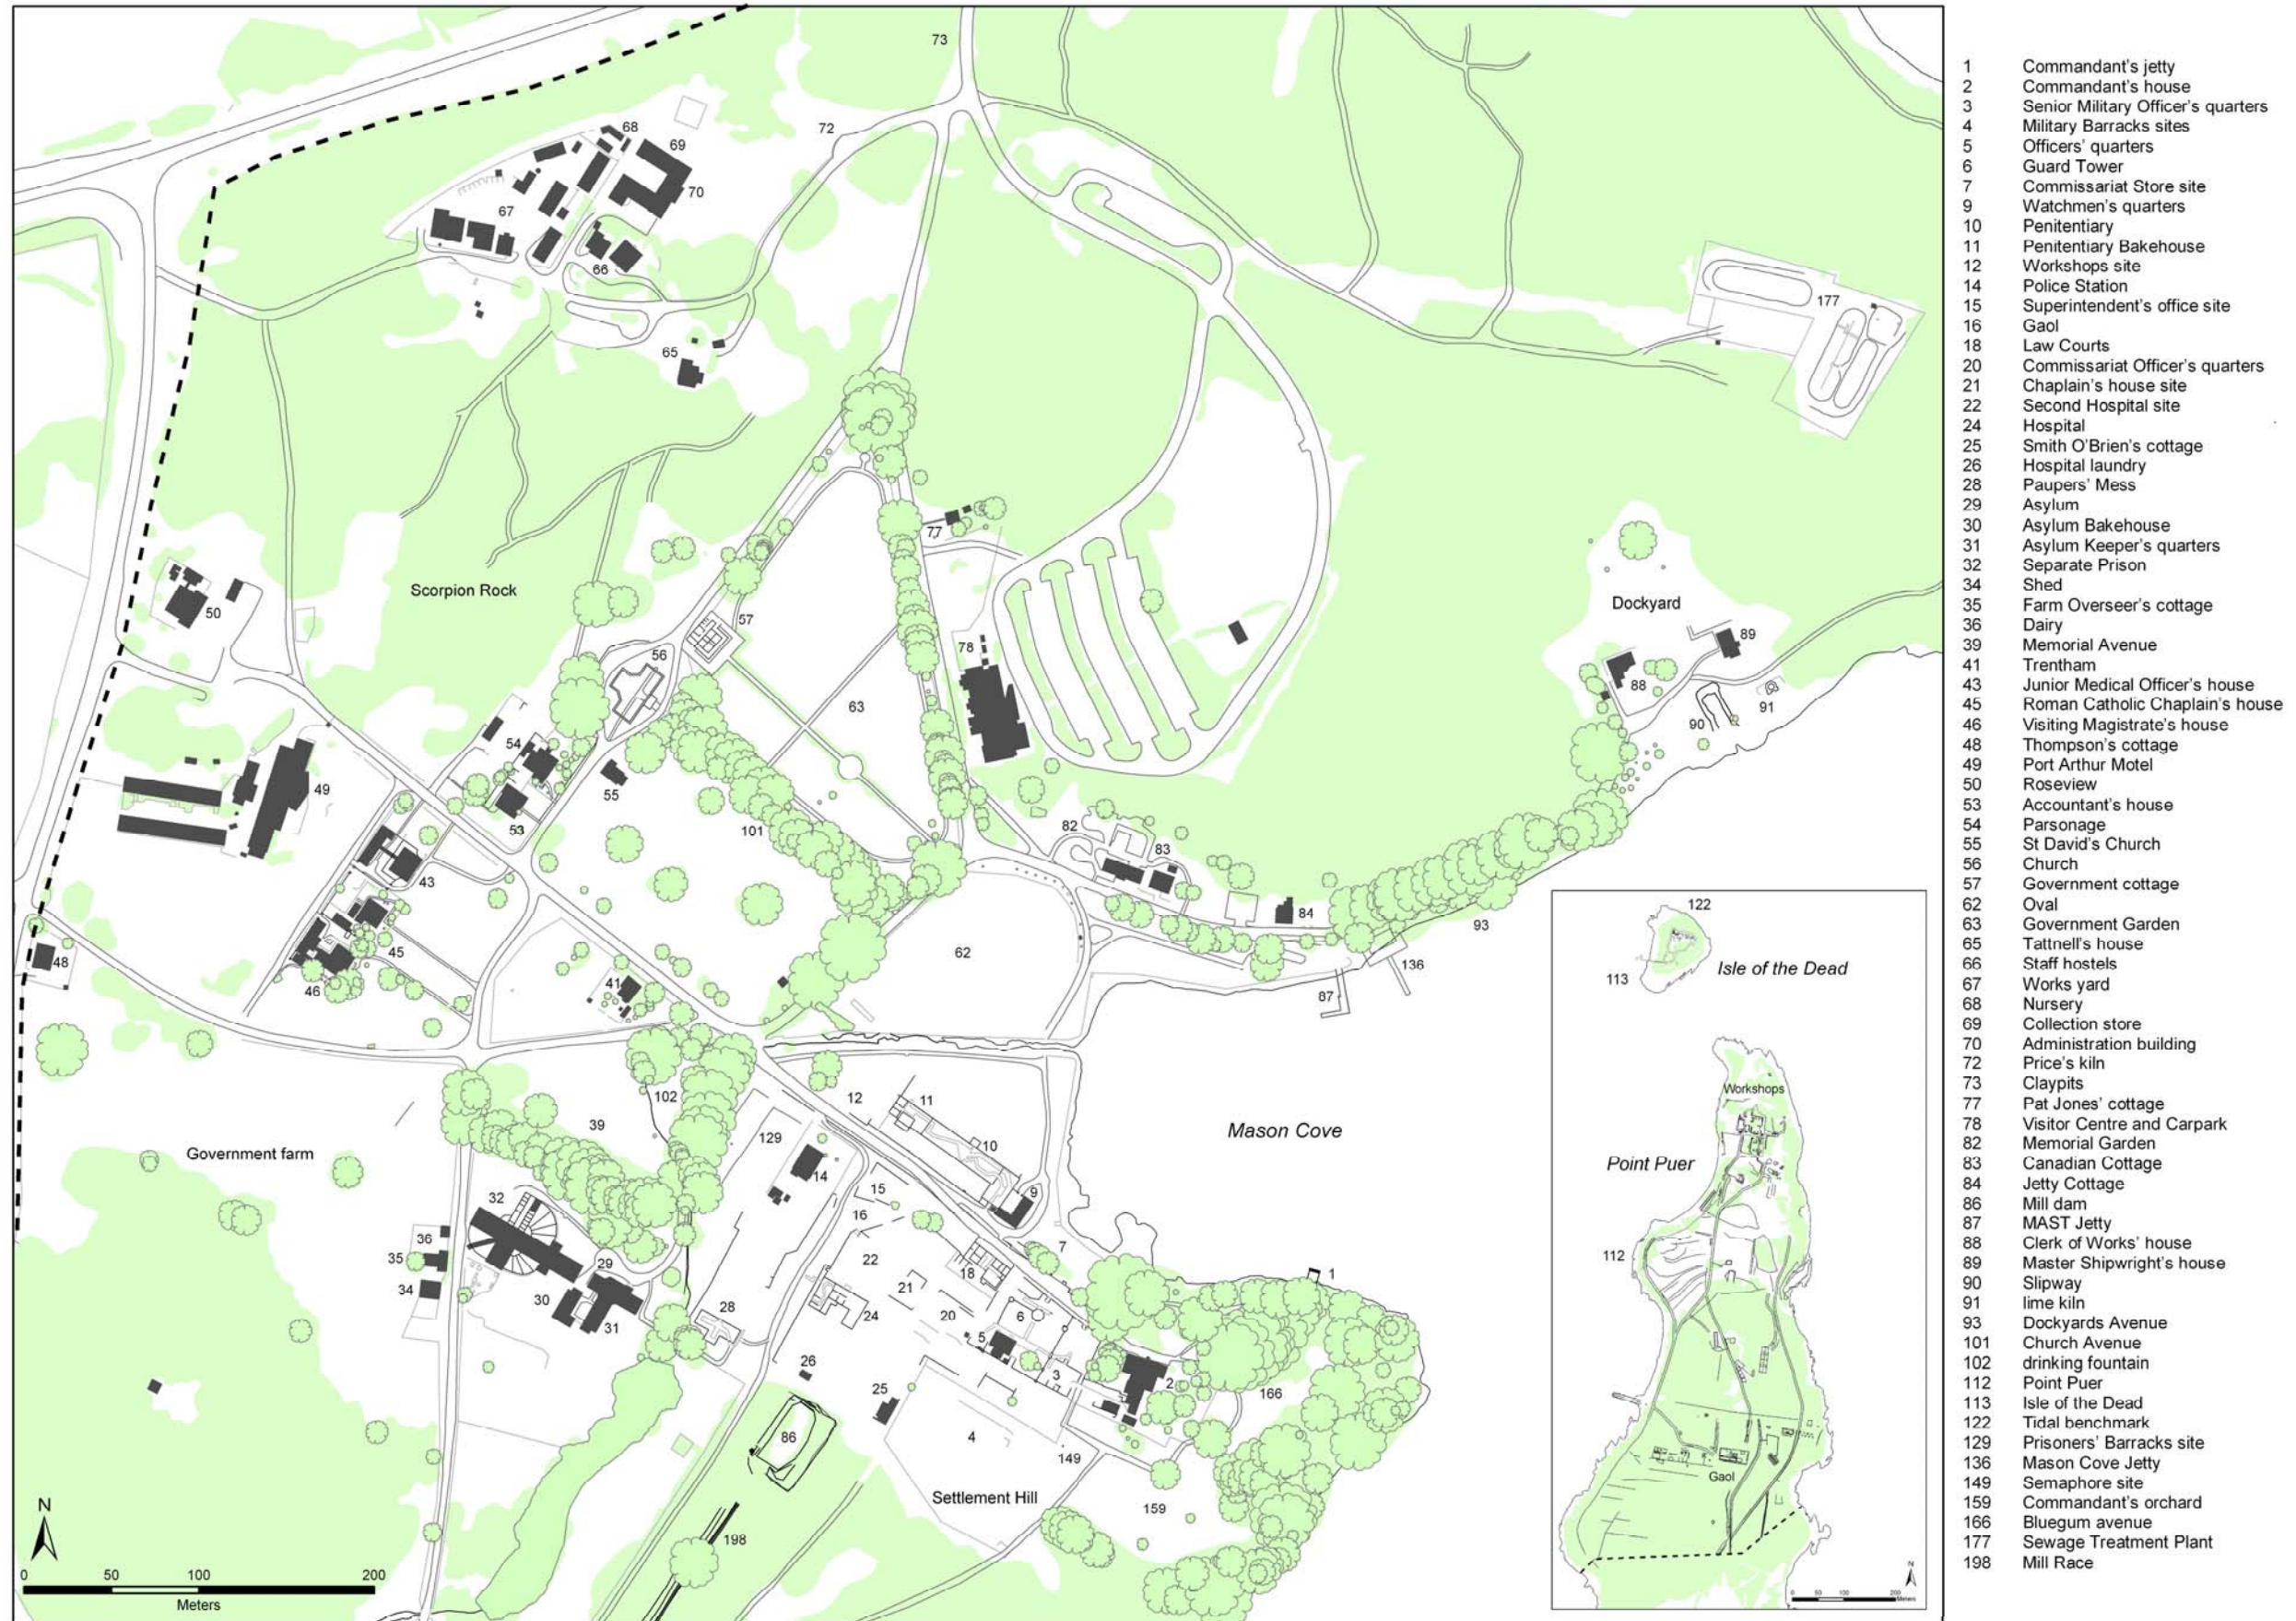 73
72
68
69
70
67
66
65
177
77
Scorpion Rock
50
57
56
78
63
Dockyard
89
88
90
91
54
55
53
49
101
82
83
43
84
93
48
45
46
41
62
136
87
102
12
11
39
129
10
Mason Cove
Government farm
14
15
9
32
16
36
35
34
29
22
7
18
21
1
30
31
28
24
20
6
5
26
25
3
2
166
86
4
149
Settlement Hill
159
198
N
0 50 100 200
Meters
122
113
Isle of the Dead
Workshops
Point Puer
112
Gaol
N
0 50 100 200
Meters
1 Commandant's jetty
2 Commandant's house
3 Senior Military Officer's quarters
4 Military Barracks sites
5 Officers' quarters
6 Guard Tower
7 Commissariat Store site
9 Watchmen's quarters
10 Penitentiary
11 Penitentiary Bakehouse
12 Workshops site
14 Police Station
15 Superintendent's office site
16 Gaol
18 Law Courts
20 Commissariat Officer's quarters
21 Chaplain's house site
22 Second Hospital site
24 Hospital
25 Smith O'Brien's cottage
26 Hospital laundry
28 Paupers' Mess
29 Asylum
30 Asylum Bakehouse
31 Asylum Keeper's quarters
32 Separate Prison
34 Shed
35 Farm Overseer's cottage
36 Dairy
39 Memorial Avenue
41 Trentham
43 Junior Medical Officer's house
45 Roman Catholic Chaplain's house
46 Visiting Magistrate's house
48 Thompson's cottage
49 Port Arthur Motel
50 Roseview
53 Accountant's house
54 Parsonage
55 St David's Church
56 Church
57 Government cottage
62 Oval
63 Government Garden
65 Tattnell's house
66 Staff hostels
67 Works yard
68 Nursery
69 Collection store
70 Administration building
72 Price's kiln
73 Claypits
77 Pat Jones' cottage
78 Visitor Centre and Carpark
82 Memorial Garden
83 Canadian Cottage
84 Jetty Cottage
86 Mill dam
87 MAST Jetty
88 Clerk of Works' house
89 Master Shipwright's house
90 Slipway
91 lime kiln
93 Dockyards Avenue
101 Church Avenue
102 drinking fountain
112 Point Puer
113 Isle of the Dead
122 Tidal benchmark
129 Prisoners' Barracks site
136 Mason Cove Jetty
149 Semaphore site
159 Commandant's orchard
166 Bluegum avenue
177 Sewage Treatment Plant
198 Mill Race